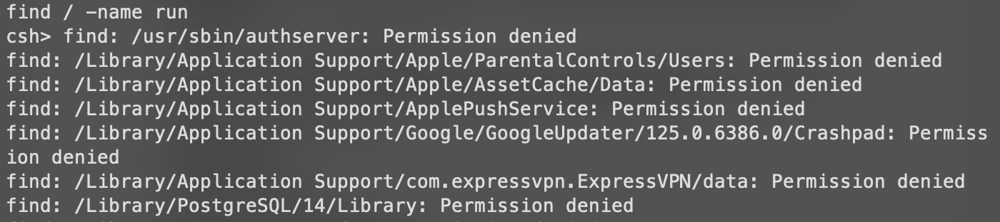 find / -name run
csh> find: /usr/sbin/authserver: Permission denied
find: /Library/Application Support/Apple/ParentalControls/Users: Permission denied
find: /Library/Application Support/Apple/AssetCache/Data: Permission denied
find: /Library/Application Support/ApplePushService: Permission denied
find: /Library/Application Support/Google/GoogleUpdater/125.0.6386.0/Crashpad: Permiss
ion denied
find: /Library/Application Support/com.expressvpn.ExpressVPN/data: Permission denied
find: /Library/PostgreSQL/14/Library: Permission denied